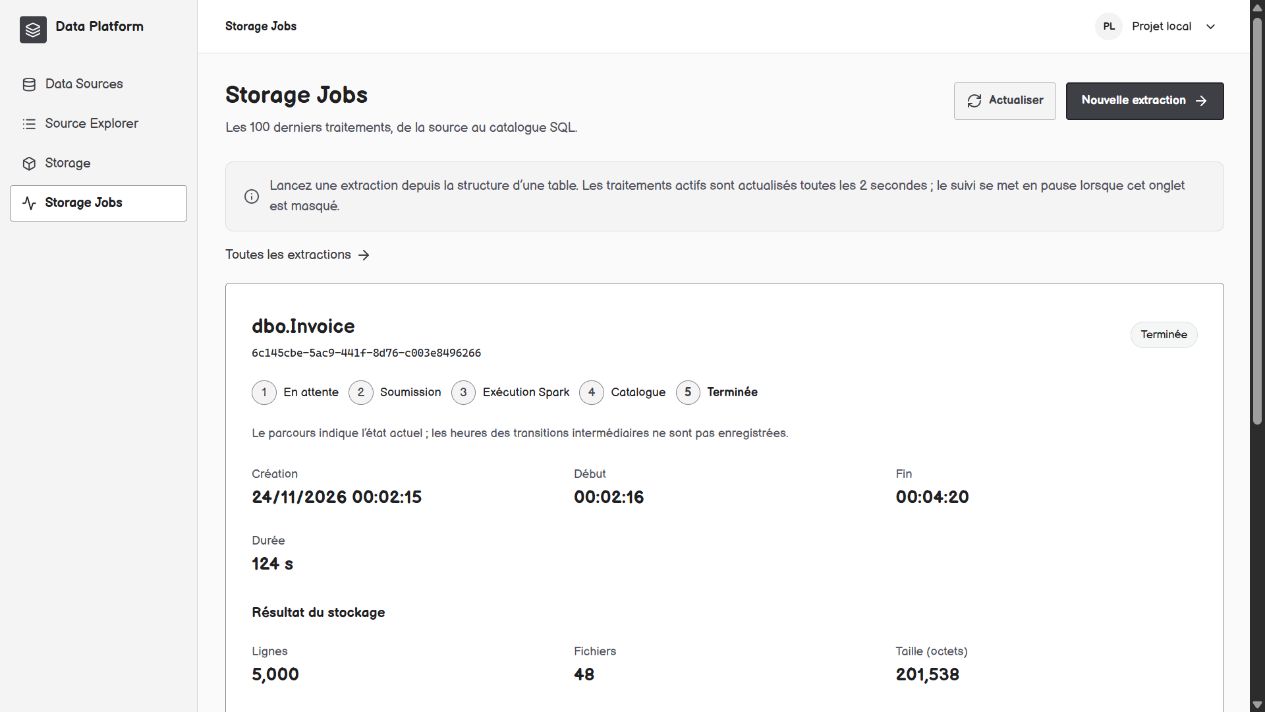 Data Platform
Data Sources
Source Explorer
Storage
Storage Jobs
Storage Jobs
PL Projet local
Storage Jobs
Les 100 derniers traitements, de la source au catalogue SQL.
Actualiser
Nouvelle extraction
Lancez une extraction depuis la structure d'une table. Les traitements actifs sont actualisés toutes les 2 secondes ; le suivi se met en pause lorsque cet onglet
est masqué.
Toutes les extractions
dbo.Invoice
Terminée
6c145cbe-5ac9-441f-8d76-c003e8496266
1 En attente 2 Soumission 3 Exécution Spark 4 Catalogue 5 Terminée
Le parcours indique l'état actuel ; les heures des transitions intermédiaires ne sont pas enregistrées.
Création Début Fin
24/11/2026 00:02:15 00:02:16 00:04:20
Durée
124 s
Résultat du stockage
Lignes Fichiers Taille (octets)
5,000 48 201,538